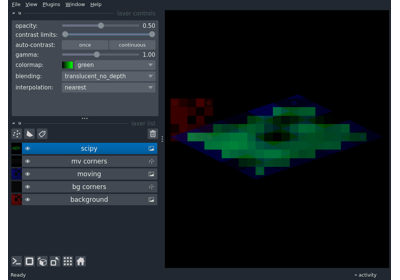 File View Plugins Window Help
layer controls
opacity: 0.50
contrast limits:
auto-contrast: once continuous
gamma: 1.00
colormap: green
blending: translucent_no_depth
interpolation: nearest
layer list
scipy
mv corners
moving
bg corners
background
Ready
activity